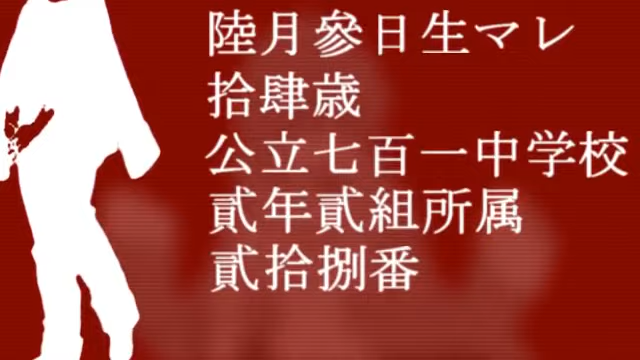 陸月參日生マレ
拾肆歳
公立七百一中学校
貳年貳組所属
貳拾捌番